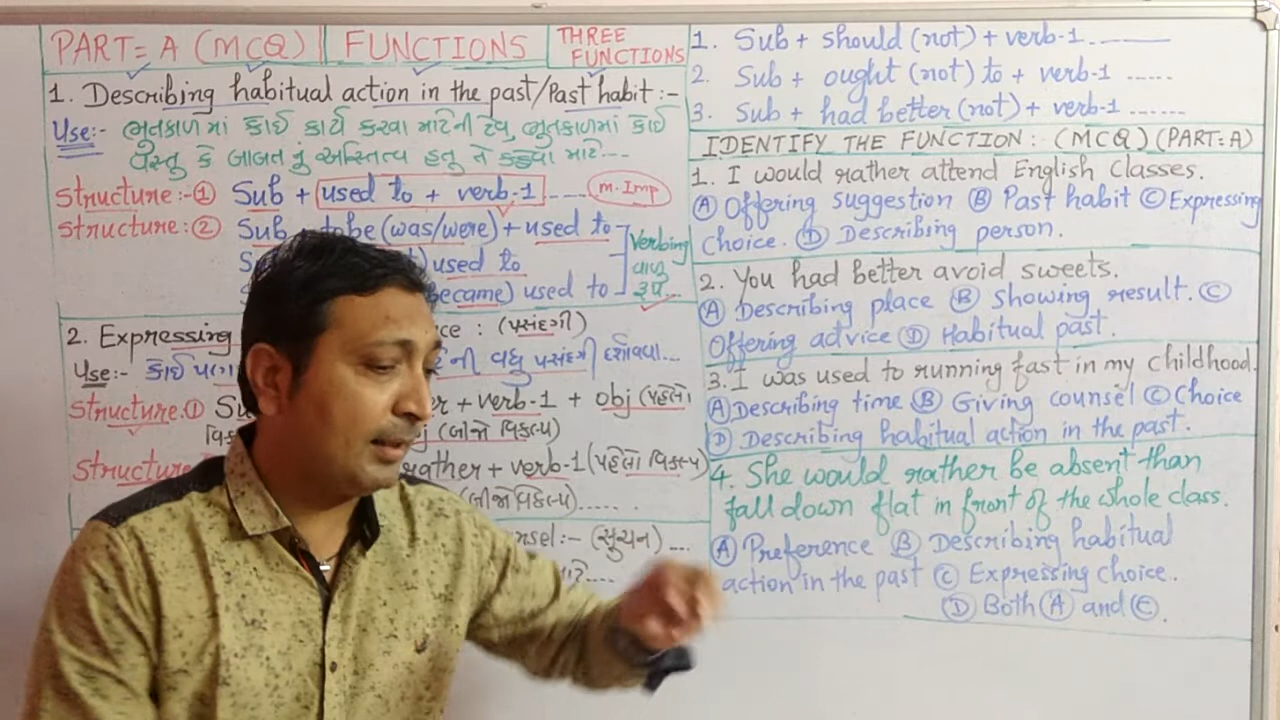 PART= A (MCQ) FUNCTIONS THREE FUNCTIONS
1. Describing habitual action in the past/Past habit :-
Use:- ભુતકાળ માં કોઈ કાર્ય કરવા માટેની ટેવ, ભુતકાળમાં કોઈ
વસ્તુ કે બાબત નું અસ્તિત્વ હતુ તે કહેવા માટે....
Structure:-① Sub + used to + verb-1 ...... m. Imp
Structure:② Sub + tobe (was/were) + used to
used to
became) used to
Verbing
વાળુ
રૂપ
2. Expressing ce : (પસંદગી)
Use:- કોઈ પણ ની વધુ પસંદગી દર્શાવવા...
Structure.① Su er + verb-1 + obj (પહેલો
વિક (બીજો વિકલ્પ)
Structure rather + verb-1 (પહેલો વિકલ્પ)
(બીજો વિકલ્પ)......
nsel :- (સૂચન) ....
1. Sub + should (not) + verb-1 ______
2. Sub + ought (not) to + verb-1 .....
3. Sub + had better (not) + verb-1 ......
IDENTIFY THE FUNCTION : (MCQ) (PART=A)
1. I would rather attend English Classes.
Ⓐ Offering suggestion Ⓑ Past habit Ⓒ Expressing
Choice. Ⓓ Describing person.
2. You had better avoid sweets.
Ⓐ Describing place Ⓑ Showing result. Ⓒ
Offering advice Ⓓ Habitual past.
3. I was used to running fast in my childhood.
Ⓐ Describing time Ⓑ Giving counsel Ⓒ Choice
Ⓓ Describing habitual action in the past.
4. She would rather be absent than
fall down flat in front of the whole class.
Ⓐ Preference Ⓑ Describing habitual
action in the past Ⓒ Expressing Choice.
Ⓓ Both Ⓐ and Ⓒ.